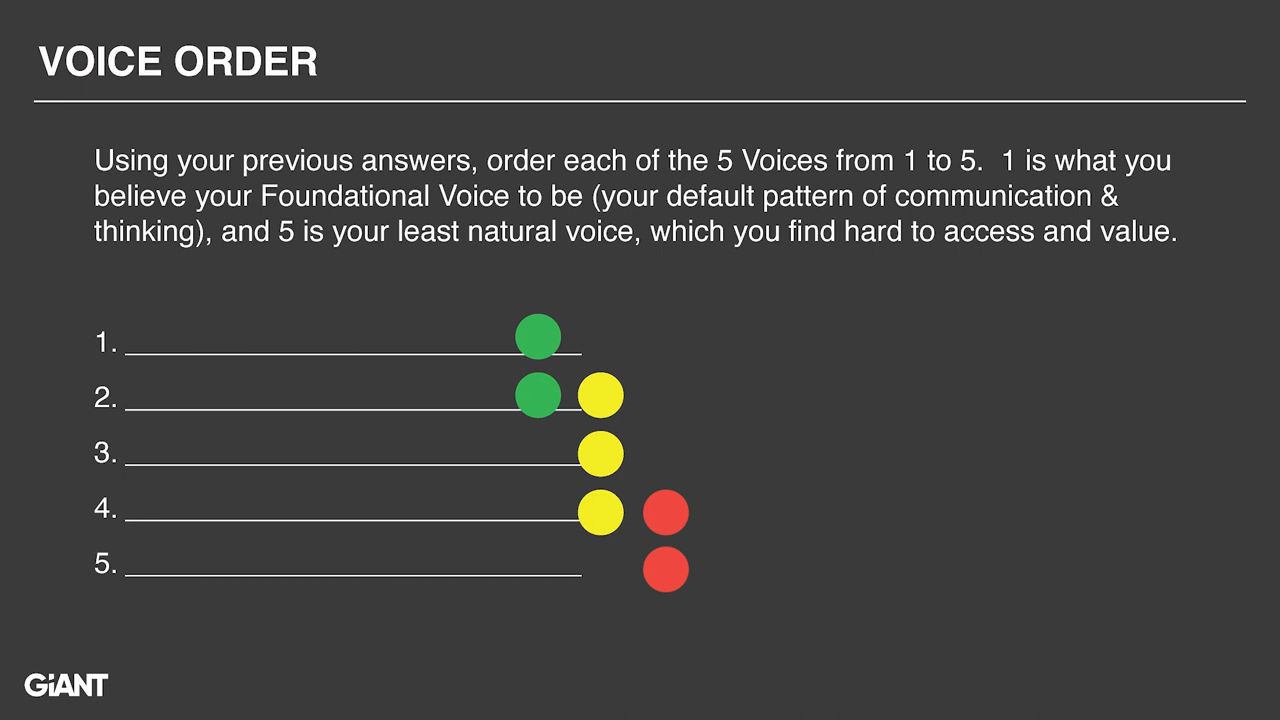 VOICE ORDER
Using your previous answers, order each of the 5 Voices from 1 to 5.  1 is what you
believe your Foundational Voice to be (your default pattern of communication &
thinking), and 5 is your least natural voice, which you find hard to access and value.
1.
2.
3.
4.
5.
GiANT